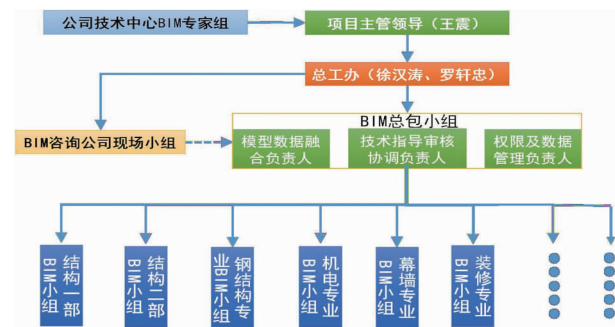 公司技术中心BIM专家组
项目主管领导（王震）
总工办（徐汉涛、罗轩忠）
BIM总包小组
BIM咨询公司现场小组
模型数据融
合负责人
技术指导审核
协调负责人
权限及数据
管理负责人
结构一部
BIM小组
结构二部
BIM小组
钢结构专
业BIM小组
机电专业
BIM小组
幕墙专业
BIM小组
装修专业
BIM小组